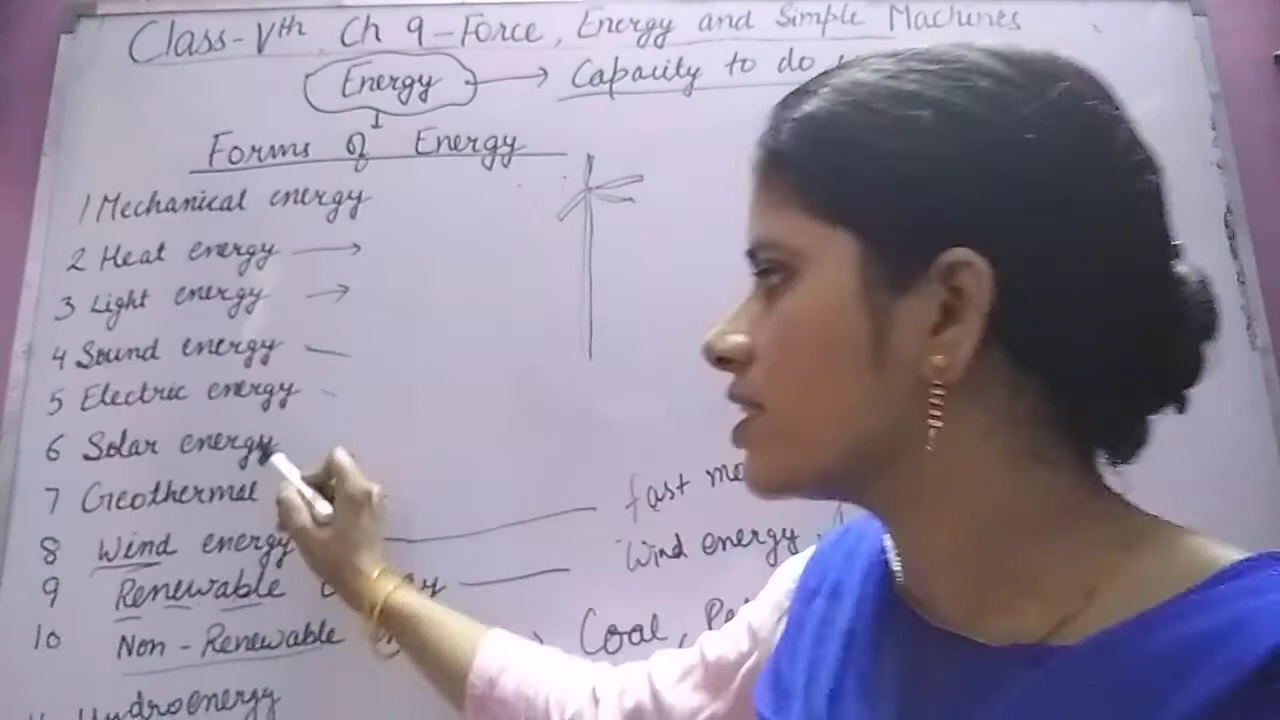 Class-Vth Ch 9-Force, Energy and Simple Machines
Energy → Capacity to do
Forms of Energy
1 Mechanical energy
2 Heat energy →
3 Light energy →
4 Sound energy —
5 Electric energy -
6 Solar energy
7 Geothermal
8 Wind energy — fast
9 Renewable — Wind energy,
10 Non-Renewable Coal,
Hydroenergy